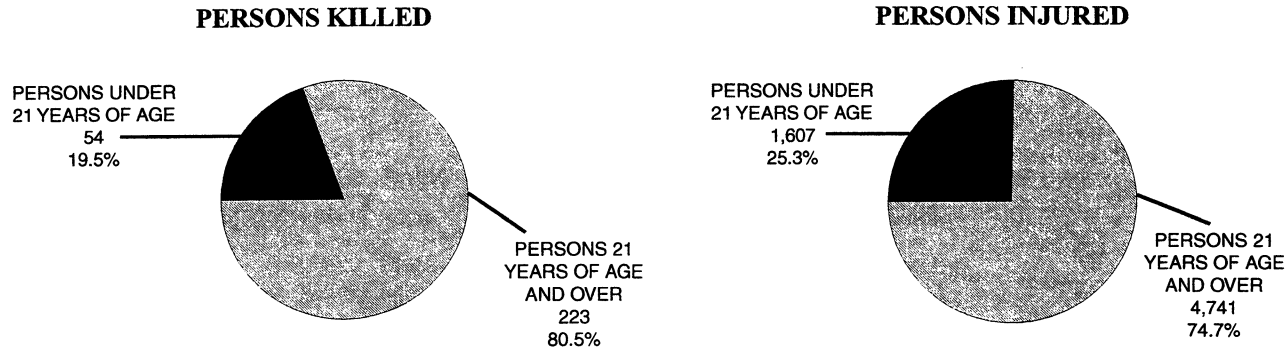 PERSONS KILLED
PERSONS UNDER
21 YEARS OF AGE
54
19.5%
PERSONS 21
YEARS OF AGE
AND OVER
223
80.5%
PERSONS INJURED
PERSONS UNDER
21 YEARS OF AGE
1,607
25.3%
PERSONS 21
YEARS OF AGE
AND OVER
4,741
74.7%